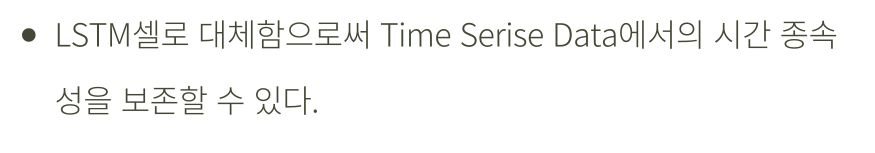 • LSTM셀로 대체함으로써 Time Serise Data에서의 시간 종속
성을 보존할 수 있다.